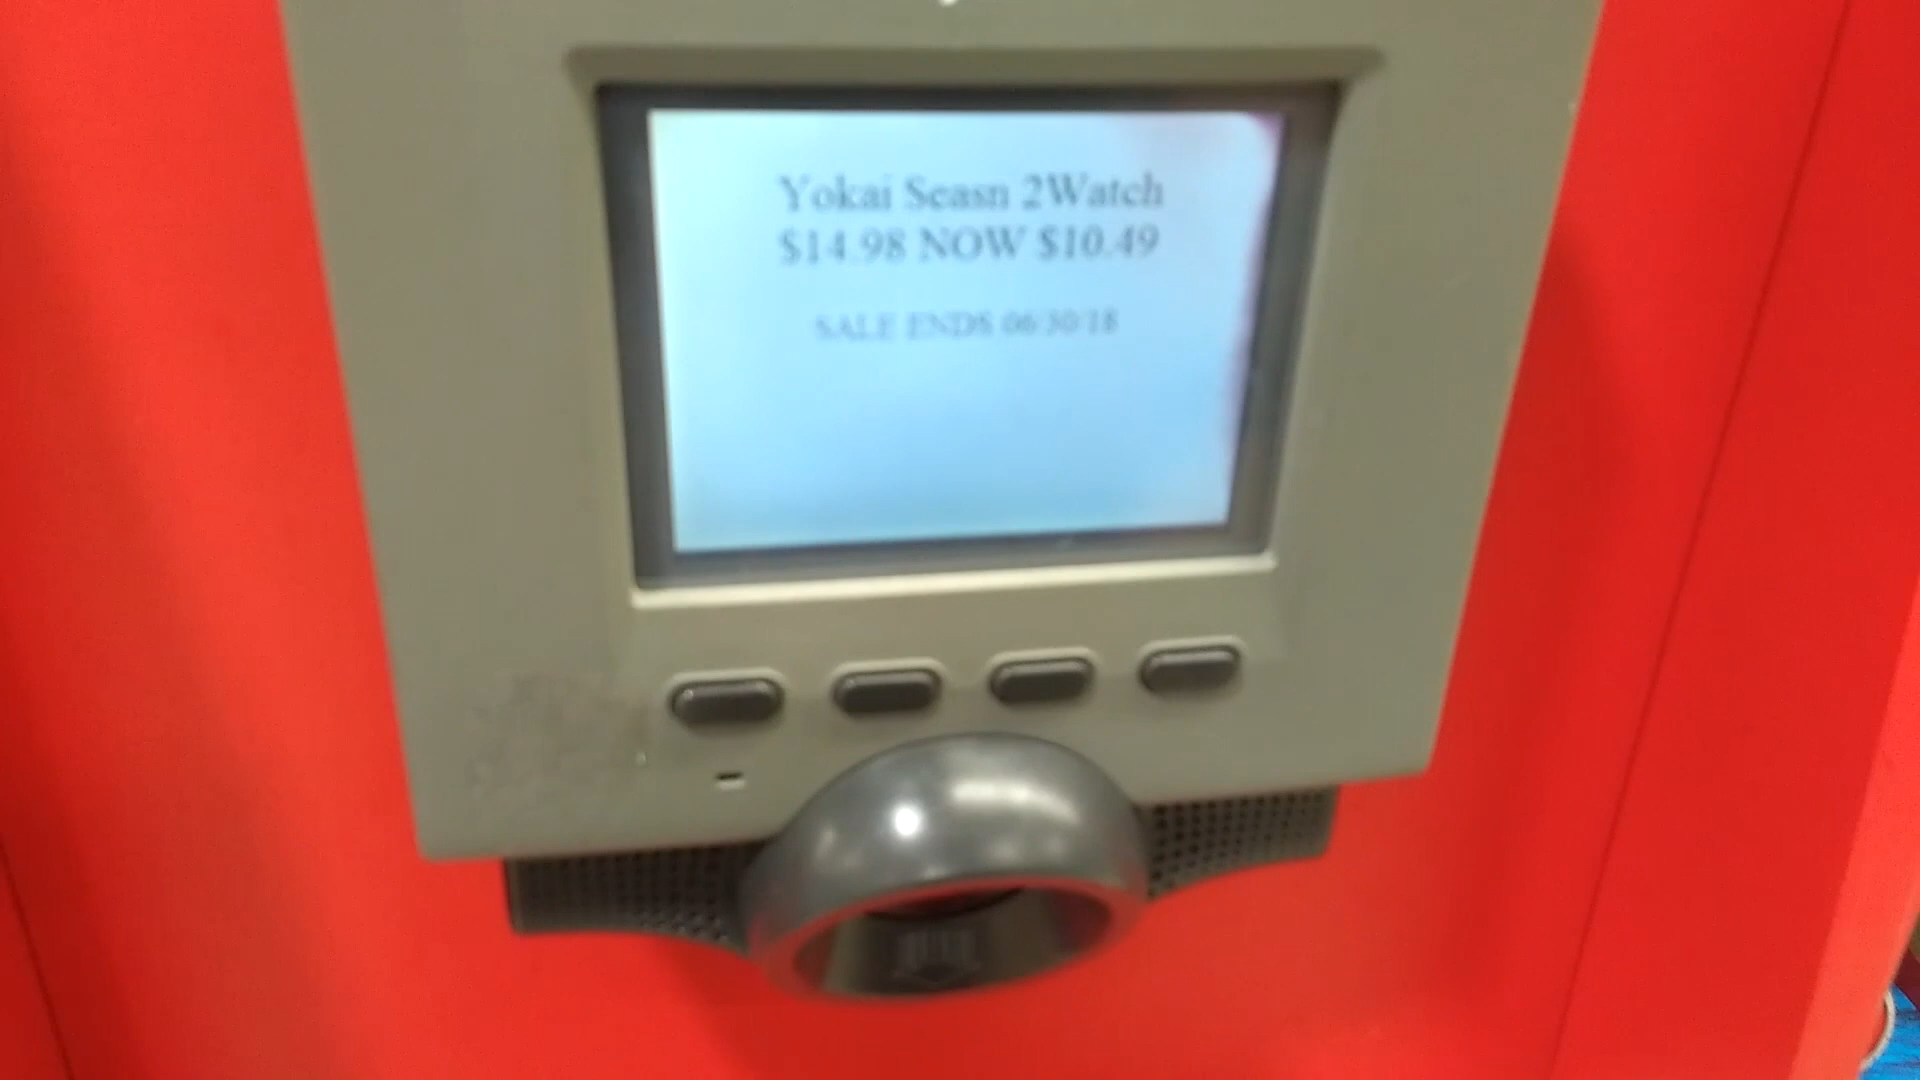 Yokai Seasn 2Watch
$14.98 NOW $10.49
SALE ENDS 06/30/18